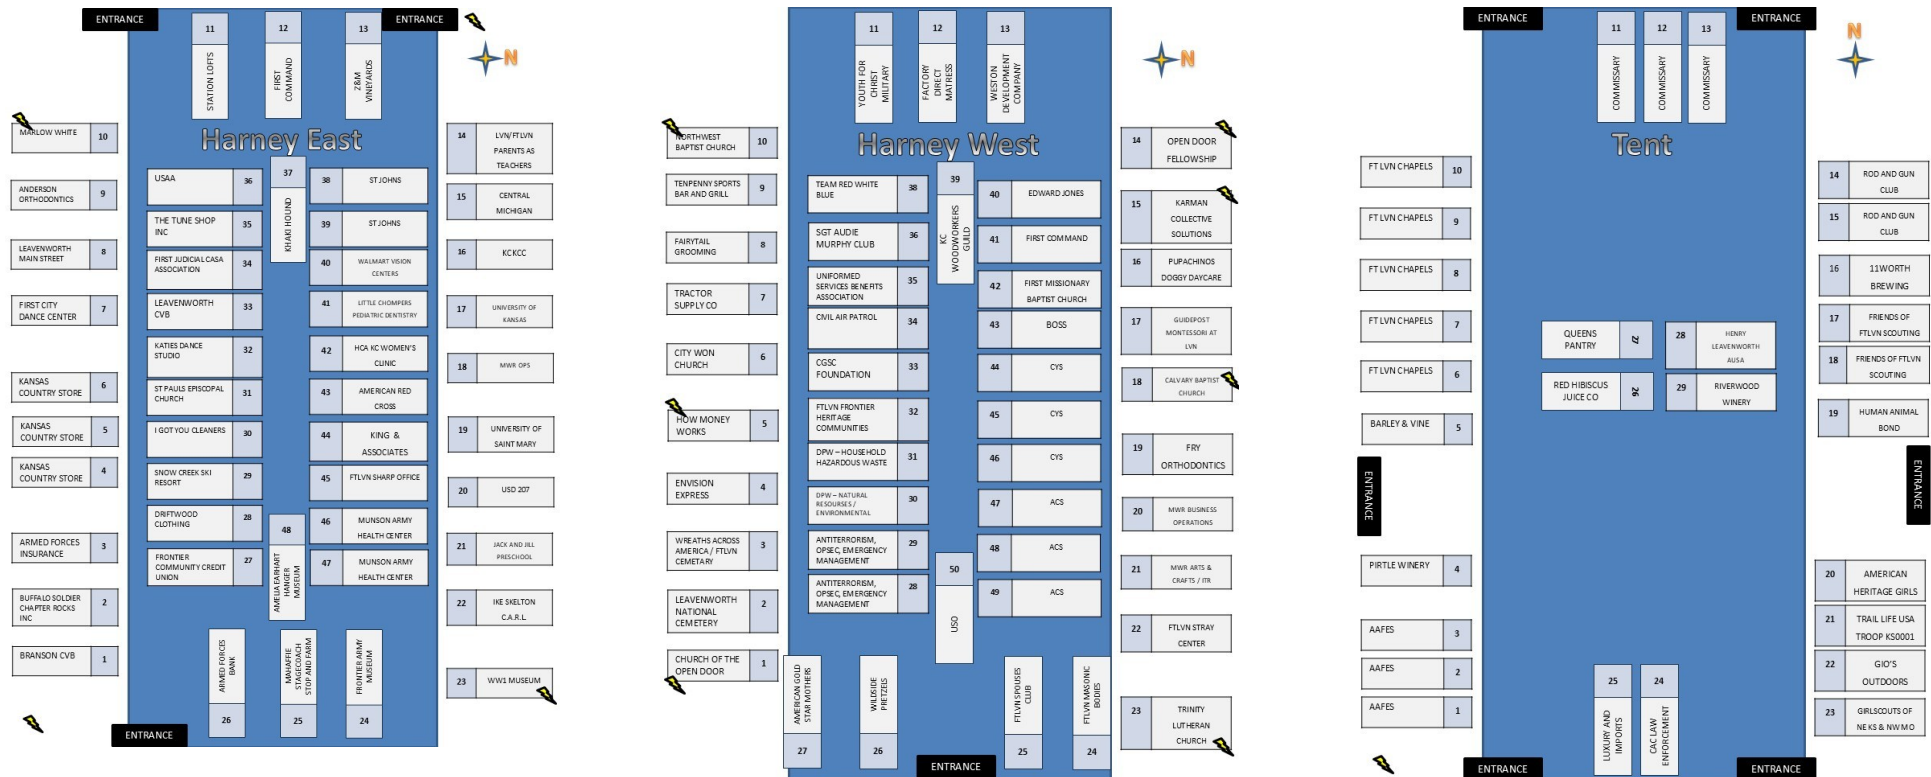 ENTRANCE
ENTRANCE
11
STATION LOFTS
12
FIRST
COMMAND
13
Z&M
VINEYARDS
N
Harney East
MARLOW WHITE
10
ANDERSON
ORTHODONTICS
9
LEAVENWORTH
MAIN STREET
8
FIRST CITY
DANCE CENTER
7
KANSAS
COUNTRY STORE
6
KANSAS
COUNTRY STORE
5
KANSAS
COUNTRY STORE
4
ARMED FORCES
INSURANCE
3
BUFFALO SOLDIER
CHAPTER ROCKS
INC
2
BRANSON CVB
1
USAA
36
THE TUNE SHOP
INC
35
FIRST JUDICIAL CASA
ASSOCIATION
34
LEAVENWORTH
CVB
33
KATIES DANCE
STUDIO
32
ST PAULS EPISCOPAL
CHURCH
31
I GOT YOU CLEANERS
30
SNOW CREEK SKI
RESORT
29
DRIFTWOOD
CLOTHING
28
FRONTIER
COMMUNITY CREDIT
UNION
27
37
KHAKI HOUND
48
AMELIA EARHART
HANGER
MUSEUM
38
ST JOHNS
39
ST JOHNS
40
WALMART VISION
CENTERS
41
LITTLE CHOMPERS
PEDIATRIC DENTISTRY
42
HCA KC WOMEN'S
CLINIC
43
AMERICAN RED
CROSS
44
KING &
ASSOCIATES
45
FTLVN SHARP OFFICE
46
MUNSON ARMY
HEALTH CENTER
47
MUNSON ARMY
HEALTH CENTER
14
LVN/FTLVN
PARENTS AS
TEACHERS
15
CENTRAL
MICHIGAN
16
KCKCC
17
UNIVERSITY OF
KANSAS
18
MWR OPS
19
UNIVERSITY OF
SAINT MARY
20
USD 207
21
JACK AND JILL
PRESCHOOL
22
IKE SKELTON
C.A.R.L.
23
WW1 MUSEUM
ARMED FORCES
BANK
26
MAHAFFIE
STAGECOACH
STOP AND FARM
25
FRONTIER ARMY
MUSEUM
24
ENTRANCE
11
YOUTH FOR
CHRIST
MILITARY
12
FACTORY
DIRECT
MATRESS
13
WESTON
DEVELOPMENT
COMPANY
N
Harney West
NORTHWEST
BAPTIST CHURCH
10
TENPENNY SPORTS
BAR AND GRILL
9
FAIRYTAIL
GROOMING
8
TRACTOR
SUPPLY CO
7
CITY WON
CHURCH
6
HOW MONEY
WORKS
5
ENVISION
EXPRESS
4
WREATHS ACROSS
AMERICA / FTLVN
CEMETARY
3
LEAVENWORTH
NATIONAL
CEMETERY
2
CHURCH OF THE
OPEN DOOR
1
TEAM RED WHITE
BLUE
38
SGT AUDIE
MURPHY CLUB
36
UNIFORMED
SERVICES BENEFITS
ASSOCIATION
35
CIVIL AIR PATROL
34
CGSC
FOUNDATION
33
FTLVN FRONTIER
HERITAGE
COMMUNITIES
32
DPW – HOUSEHOLD
HAZARDOUS WASTE
31
DPW – NATURAL
RESOURSES /
ENVIRONMENTAL
30
ANTITERRORISM,
OPSEC, EMERGENCY
MANAGEMENT
29
ANTITERRORISM,
OPSEC, EMERGENCY
MANAGEMENT
28
39
KC
WOODWORKERS
GUILD
50
USO
40
EDWARD JONES
41
FIRST COMMAND
42
FIRST MISSIONARY
BAPTIST CHURCH
43
BOSS
44
CYS
45
CYS
46
CYS
47
ACS
48
ACS
49
ACS
14
OPEN DOOR
FELLOWSHIP
15
KARMAN
COLLECTIVE
SOLUTIONS
16
PUPACHINOS
DOGGY DAYCARE
17
GUIDEPOST
MONTESSORI AT
LVN
18
CALVARY BAPTIST
CHURCH
19
FRY
ORTHODONTICS
20
MWR BUSINESS
OPERATIONS
21
MWR ARTS &
CRAFTS / ITR
22
FTLVN STRAY
CENTER
23
TRINITY
LUTHERAN
CHURCH
AMERICAN GOLD
STAR MOTHERS
27
WILDSIDE
PRETZELS
26
FTLVN SPOUSES
CLUB
25
FTLVN MASONIC
BODIES
24
ENTRANCE
ENTRANCE
ENTRANCE
11
COMMISSARY
12
COMMISSARY
13
COMMISSARY
N
Tent
FT LVN CHAPELS
10
FT LVN CHAPELS
9
FT LVN CHAPELS
8
FT LVN CHAPELS
7
FT LVN CHAPELS
6
BARLEY & VINE
5
ENTRANCE
PIRTLE WINERY
4
AAFES
3
AAFES
2
AAFES
1
QUEENS
PANTRY
27
RED HIBISCUS
JUICE CO
26
28
HENRY
LEAVENWORTH
AUSA
29
RIVERWOOD
WINERY
14
ROD AND GUN
CLUB
15
ROD AND GUN
CLUB
16
11WORTH
BREWING
17
FRIENDS OF
FTLVN SCOUTING
18
FRIENDS OF FTLVN
SCOUTING
19
HUMAN ANIMAL
BOND
ENTRANCE
20
AMERICAN
HERITAGE GIRLS
21
TRAIL LIFE USA
TROOP KS0001
22
GIO'S
OUTDOORS
23
GIRLSCOUTS OF
NEKS & NWMO
25
LUXURY AND
IMPORTS
24
CAC LAW
ENFORCEMENT
ENTRANCE
ENTRANCE